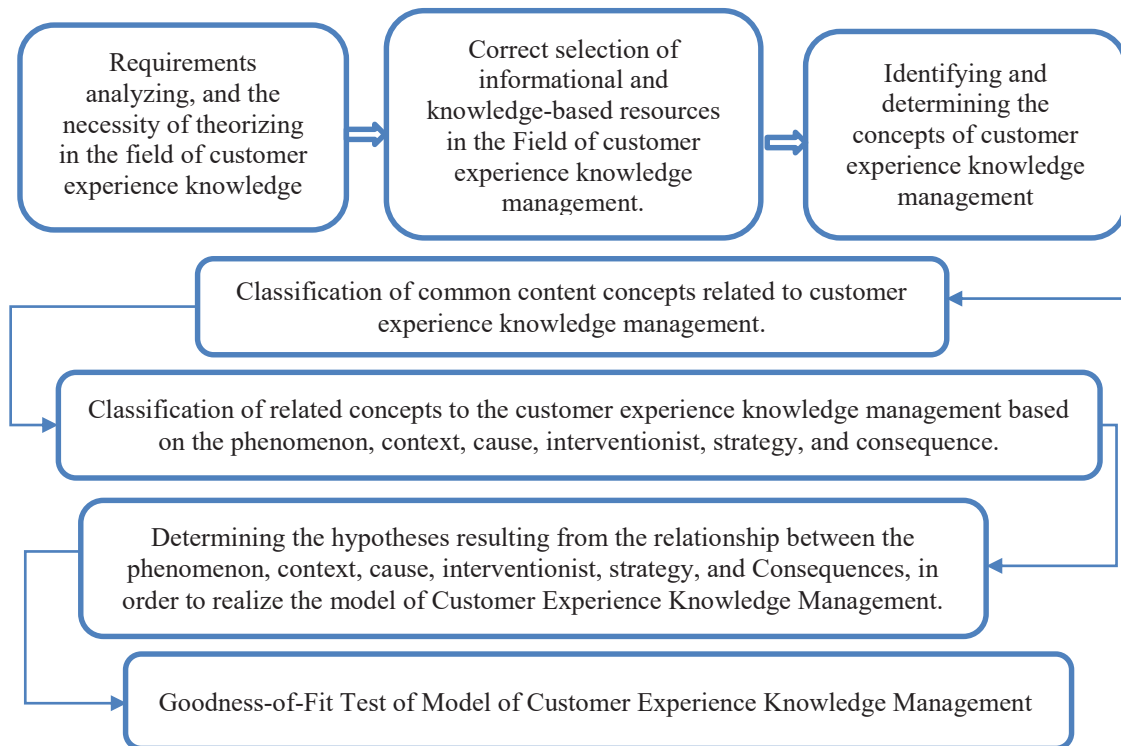 Requirements
analyzing, and the
necessity of theorizing
in the field of customer
experience knowledge
Correct selection of
informational and
knowledge-based resources
in the Field of customer
experience knowledge
management.
Identifying and
determining the
concepts of customer
experience knowledge
management
Classification of common content concepts related to customer
experience knowledge management.
Classification of related concepts to the customer experience knowledge management based
on the phenomenon, context, cause, interventionist, strategy, and consequence.
Determining the hypotheses resulting from the relationship between the
phenomenon, context, cause, interventionist, strategy, and Consequences, in
order to realize the model of Customer Experience Knowledge Management.
Goodness-of-Fit Test of Model of Customer Experience Knowledge Management